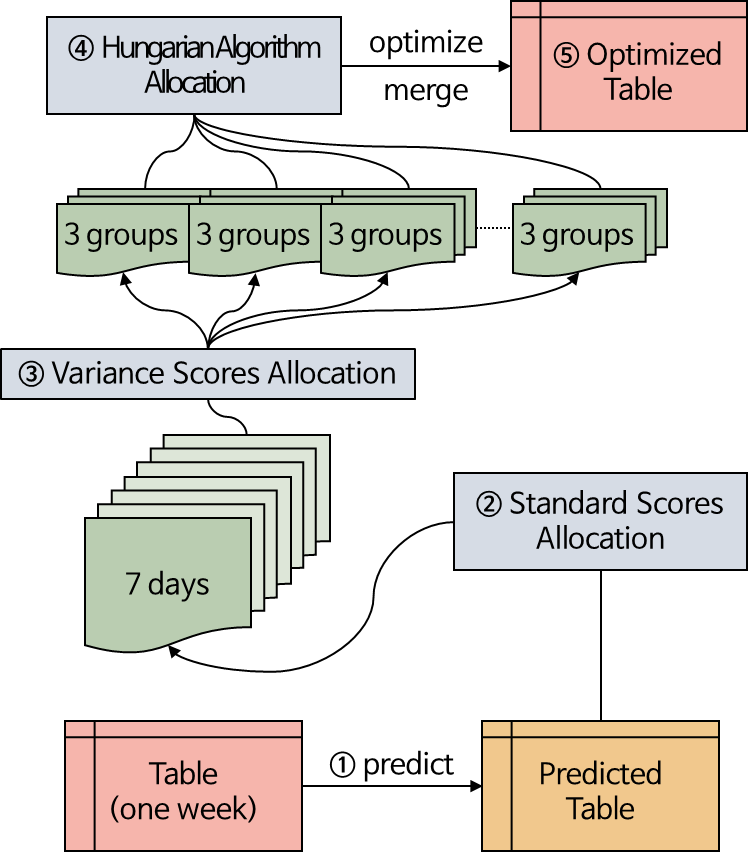 ④ Hungarian Algorithm
Allocation
optimize
merge
⑤ Optimized
Table
3 groups
3 groups
3 groups
3 groups
③ Variance Scores Allocation
7 days
② Standard Scores
Allocation
Table
(one week)
① predict
Predicted
Table